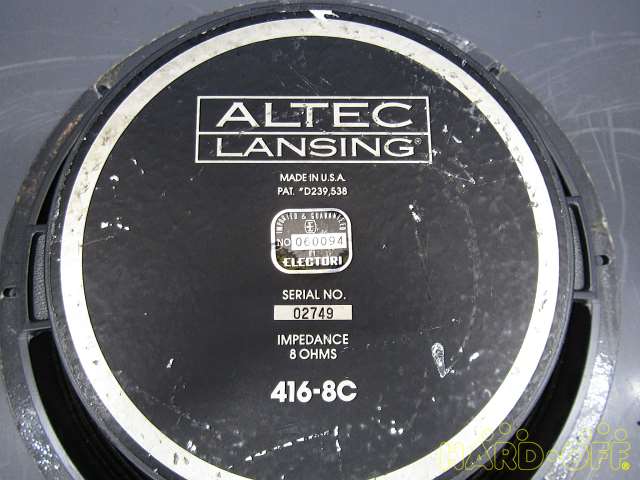 ALTEC
LANSING®
MADE IN U.S.A.
PAT. #D239,538
IMPORTED & GUARANTEED
NO 060094
BY
ELECTORI
SERIAL NO.
02749
IMPEDANCE
8 OHMS
416-8C
HARD-OFF®